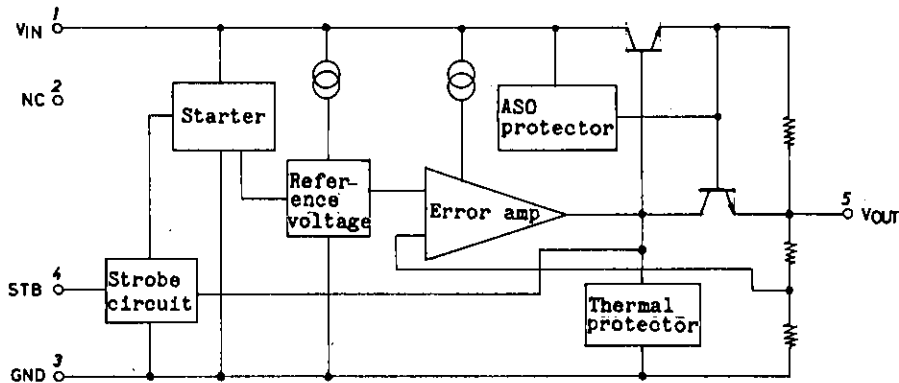 1
VIN
2
NC
Starter
ASO
protector
Refer-
ence
voltage
Error amp
5
VOUT
4
STB
Strobe
circuit
Thermal
protector
3
GND